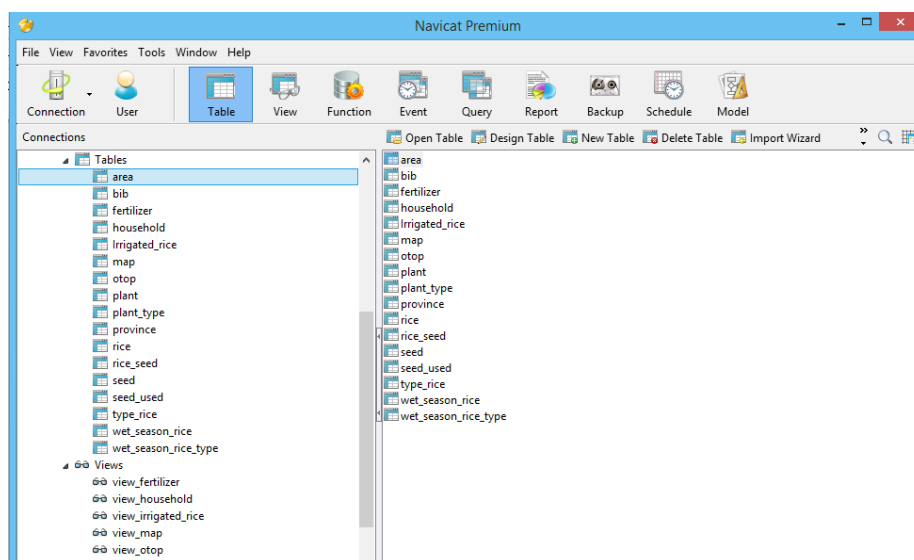 Navicat Premium
File View Favorites Tools Window Help
Connection User Table View Function Event Query Report Backup Schedule Model
Connections
Open Table Design Table New Table Delete Table Import Wizard
Tables
area
bib
fertilizer
household
Irrigated_rice
map
otop
plant
plant_type
province
rice
rice_seed
seed
seed_used
type_rice
wet_season_rice
wet_season_rice_type
Views
view_fertilizer
view_household
view_irrigated_rice
view_map
view_otop
area
bib
fertilizer
household
Irrigated_rice
map
otop
plant
plant_type
province
rice
rice_seed
seed
seed_used
type_rice
wet_season_rice
wet_season_rice_type